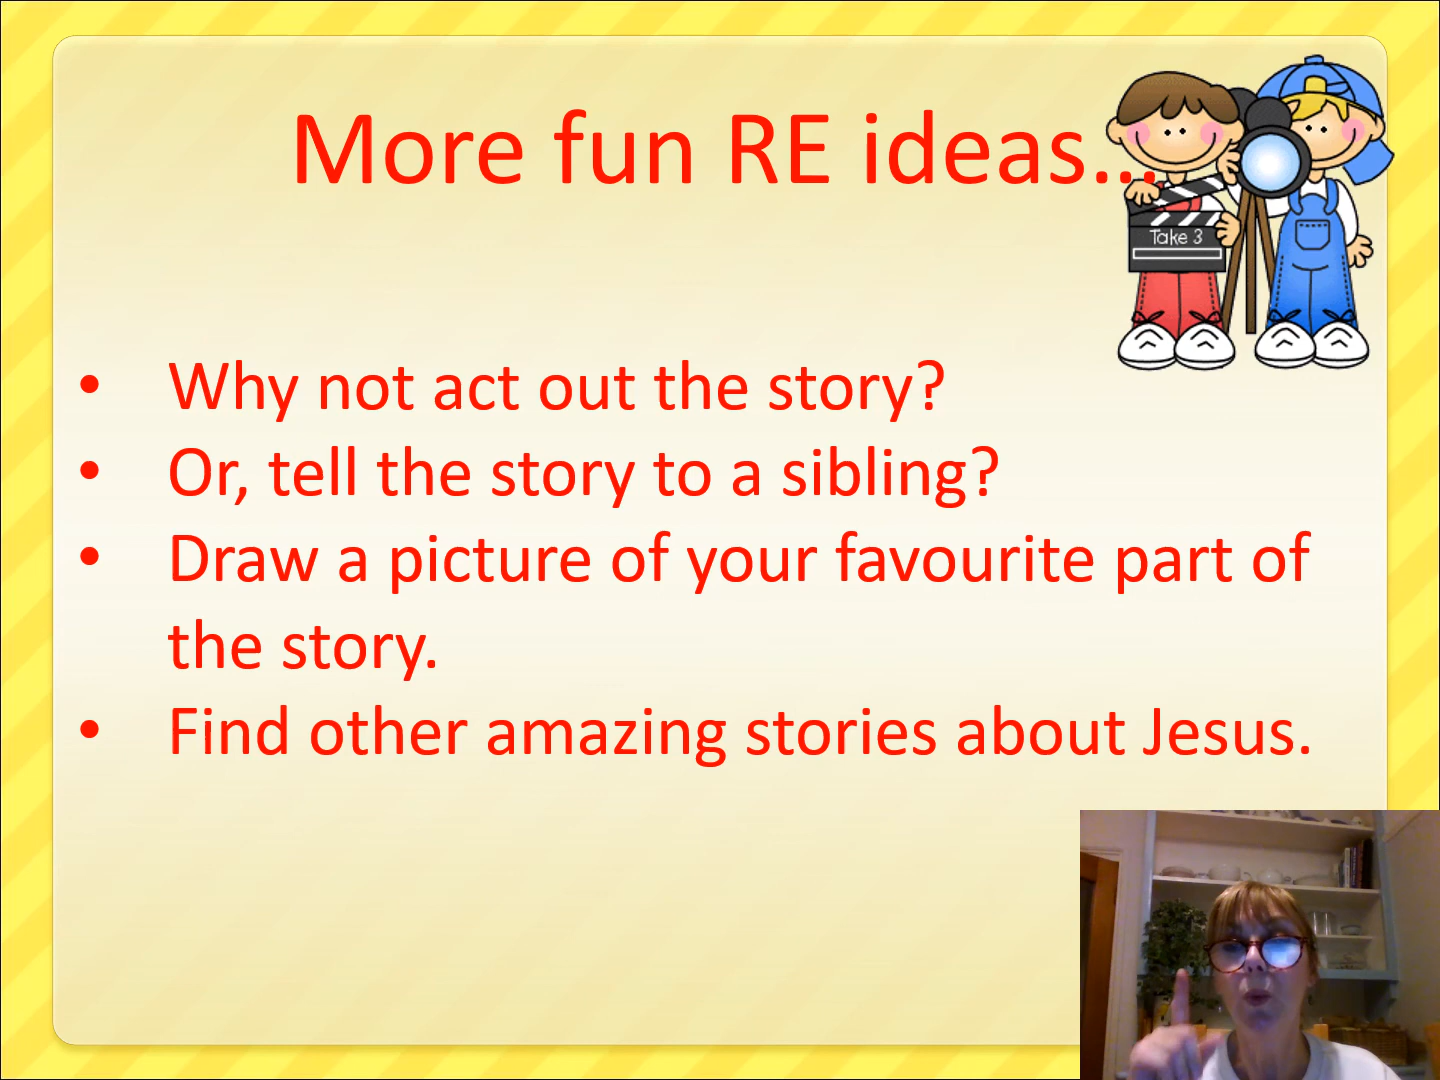 More fun RE ideas...
Take 3
• Why not act out the story?
• Or, tell the story to a sibling?
• Draw a picture of your favourite part of
the story.
• Find other amazing stories about Jesus.